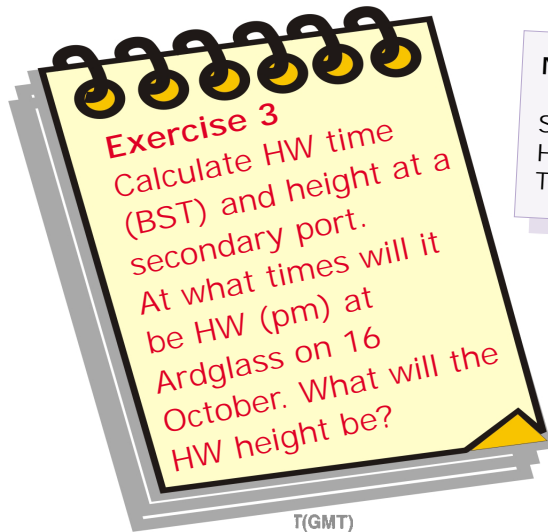 Exercise 3
Calculate HW time
(BST) and height at a
secondary port.
At what times will it
be HW (pm) at
Ardglass on 16
October. What will the
HW height be?
T(GMT)